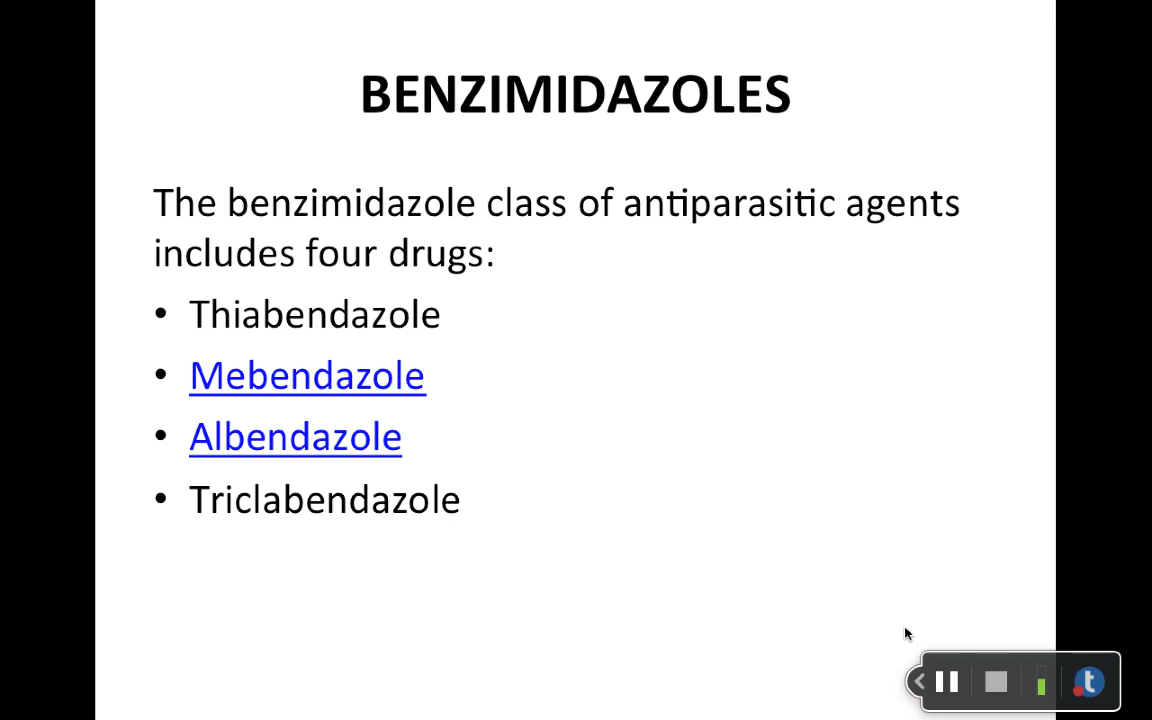 BENZIMIDAZOLES
The benzimidazole class of antiparasitic agents
includes four drugs:
• Thiabendazole
• Mebendazole
• Albendazole
• Triclabendazole
t